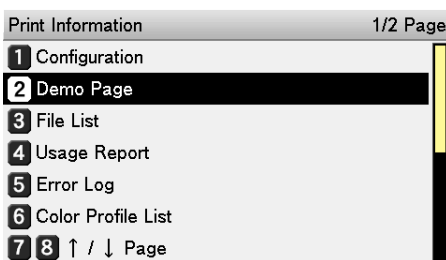 Print Information 1/2 Page
1 Configuration
2 Demo Page
3 File List
4 Usage Report
5 Error Log
6 Color Profile List
7 8 ↑ / ↓ Page